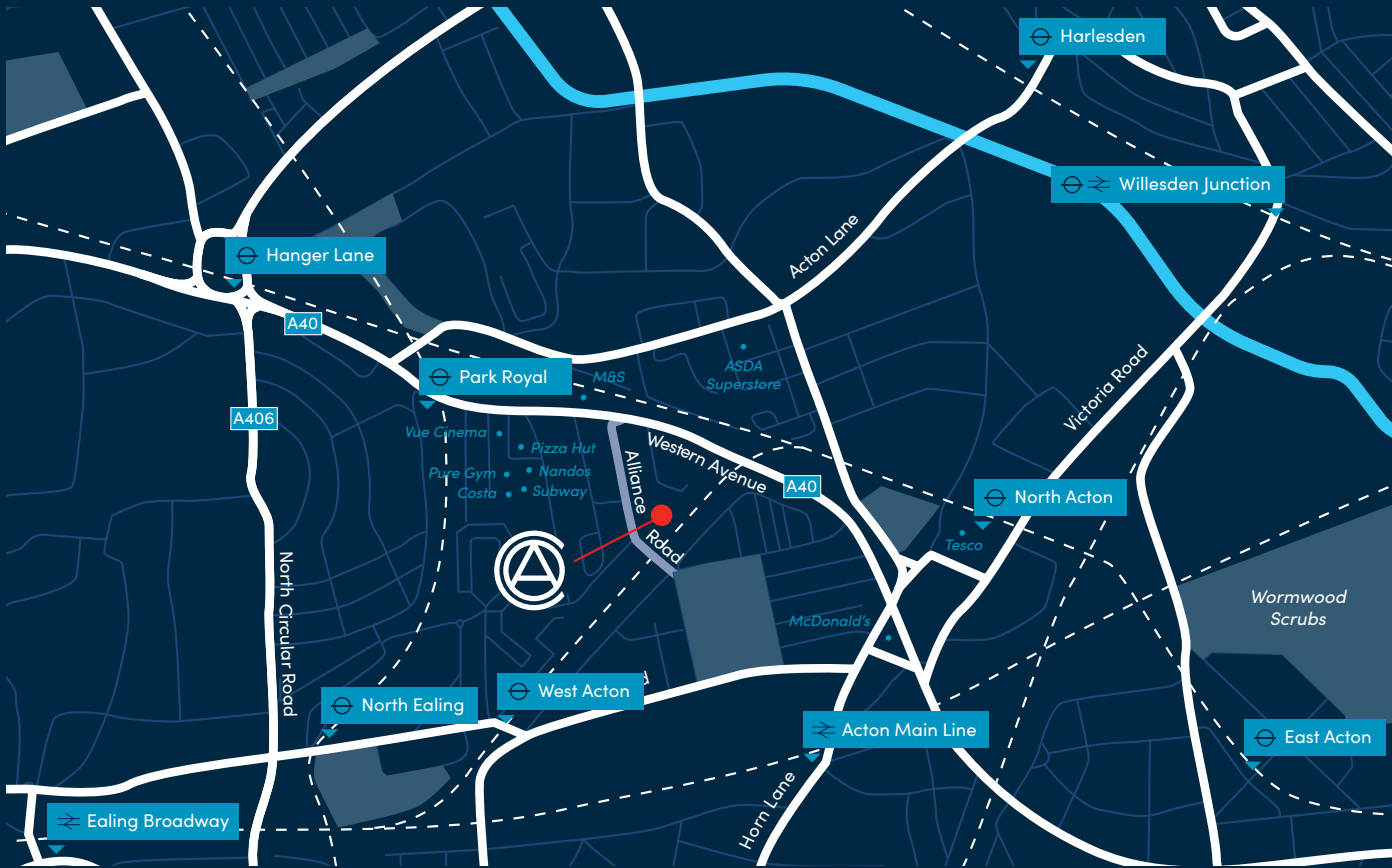 Harlesden
Willesden Junction
Hanger Lane
Acton Lane
A40
Park Royal
M&S
ASDA
Superstore
Victoria Road
A406
Vue Cinema
Pizza Hut
Western Avenue
Pure Gym
Nandos
Costa
Subway
Alliance
Road
A40
North Acton
Tesco
North Circular Road
Wormwood
Scrubs
McDonald's
North Ealing
West Acton
d
Acton Main Line
East Acton
Horn Lane
Ealing Broadway